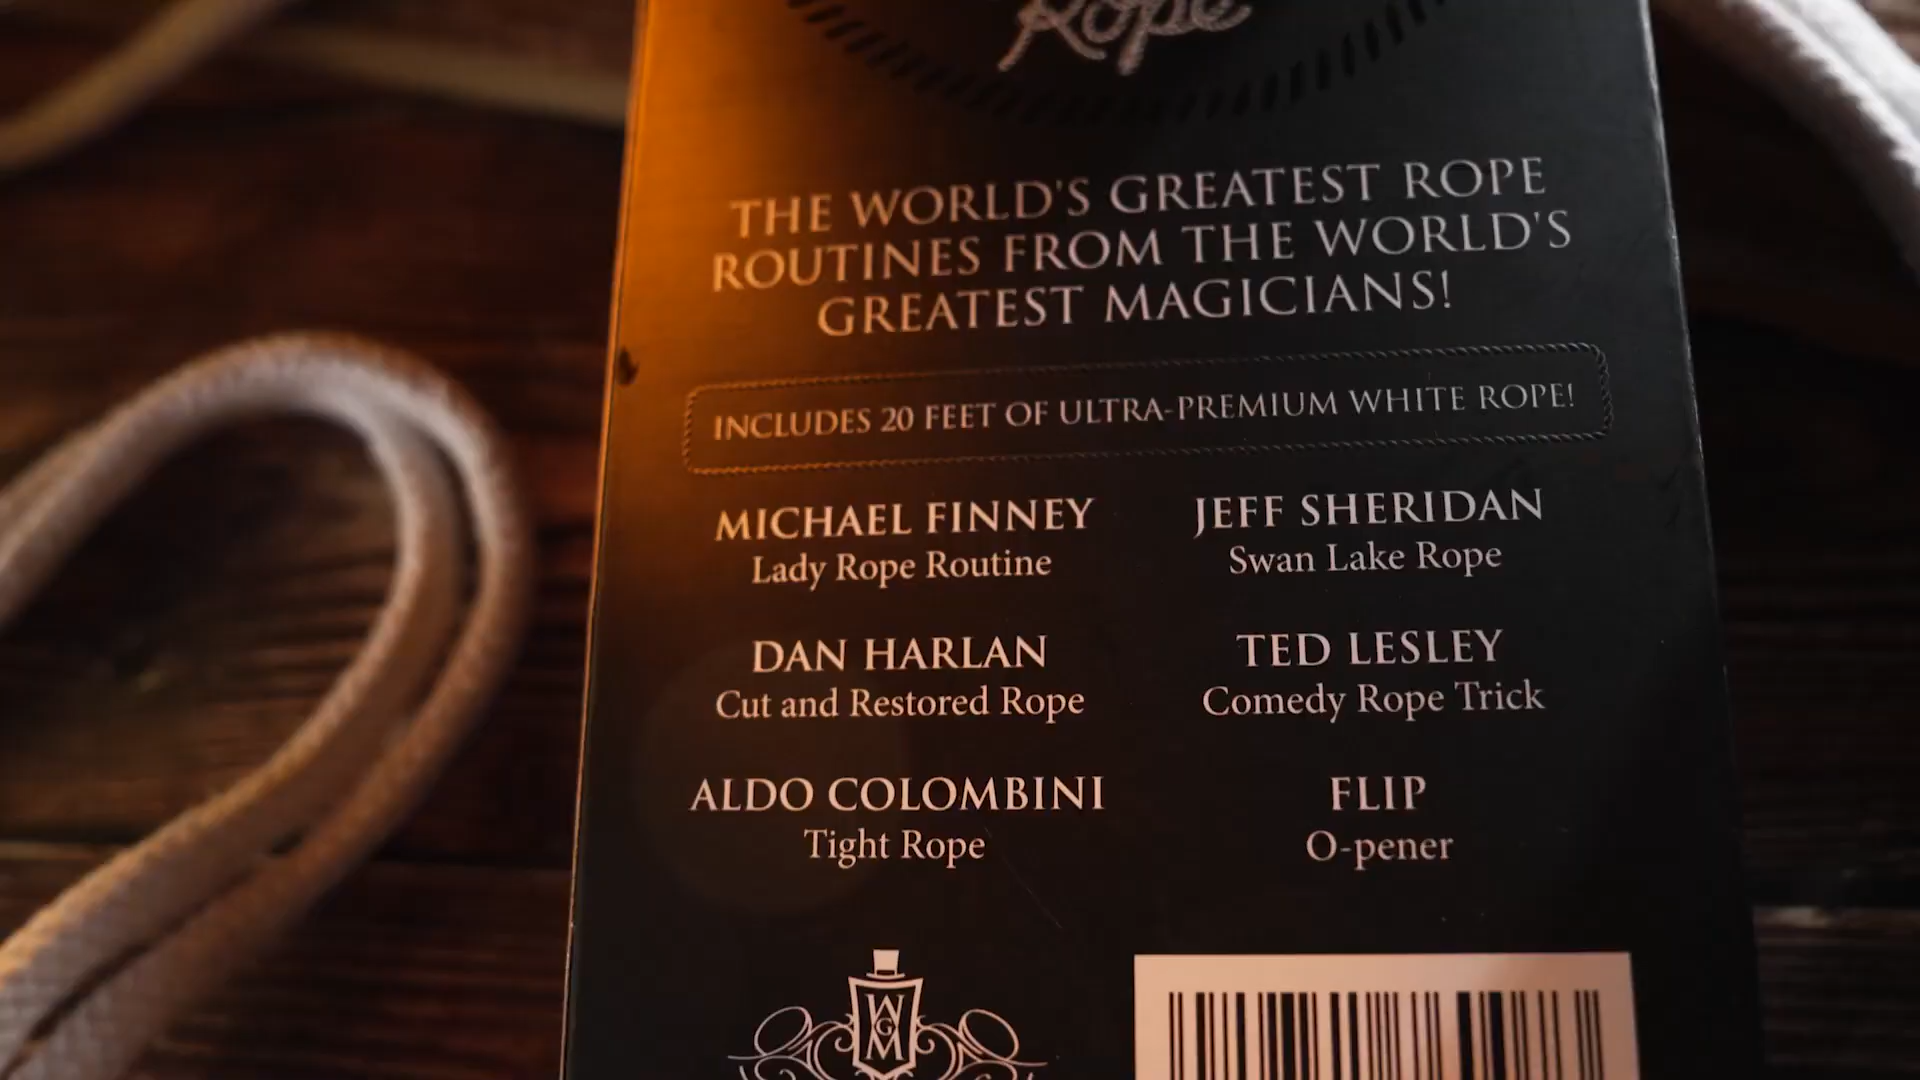 Rope
THE WORLD'S GREATEST ROPE
ROUTINES FROM THE WORLD'S
GREATEST MAGICIANS!
INCLUDES 20 FEET OF ULTRA-PREMIUM WHITE ROPE!
MICHAEL FINNEY
Lady Rope Routine
JEFF SHERIDAN
Swan Lake Rope
DAN HARLAN
Cut and Restored Rope
TED LESLEY
Comedy Rope Trick
ALDO COLOMBINI
Tight Rope
FLIP
O-pener
WGM